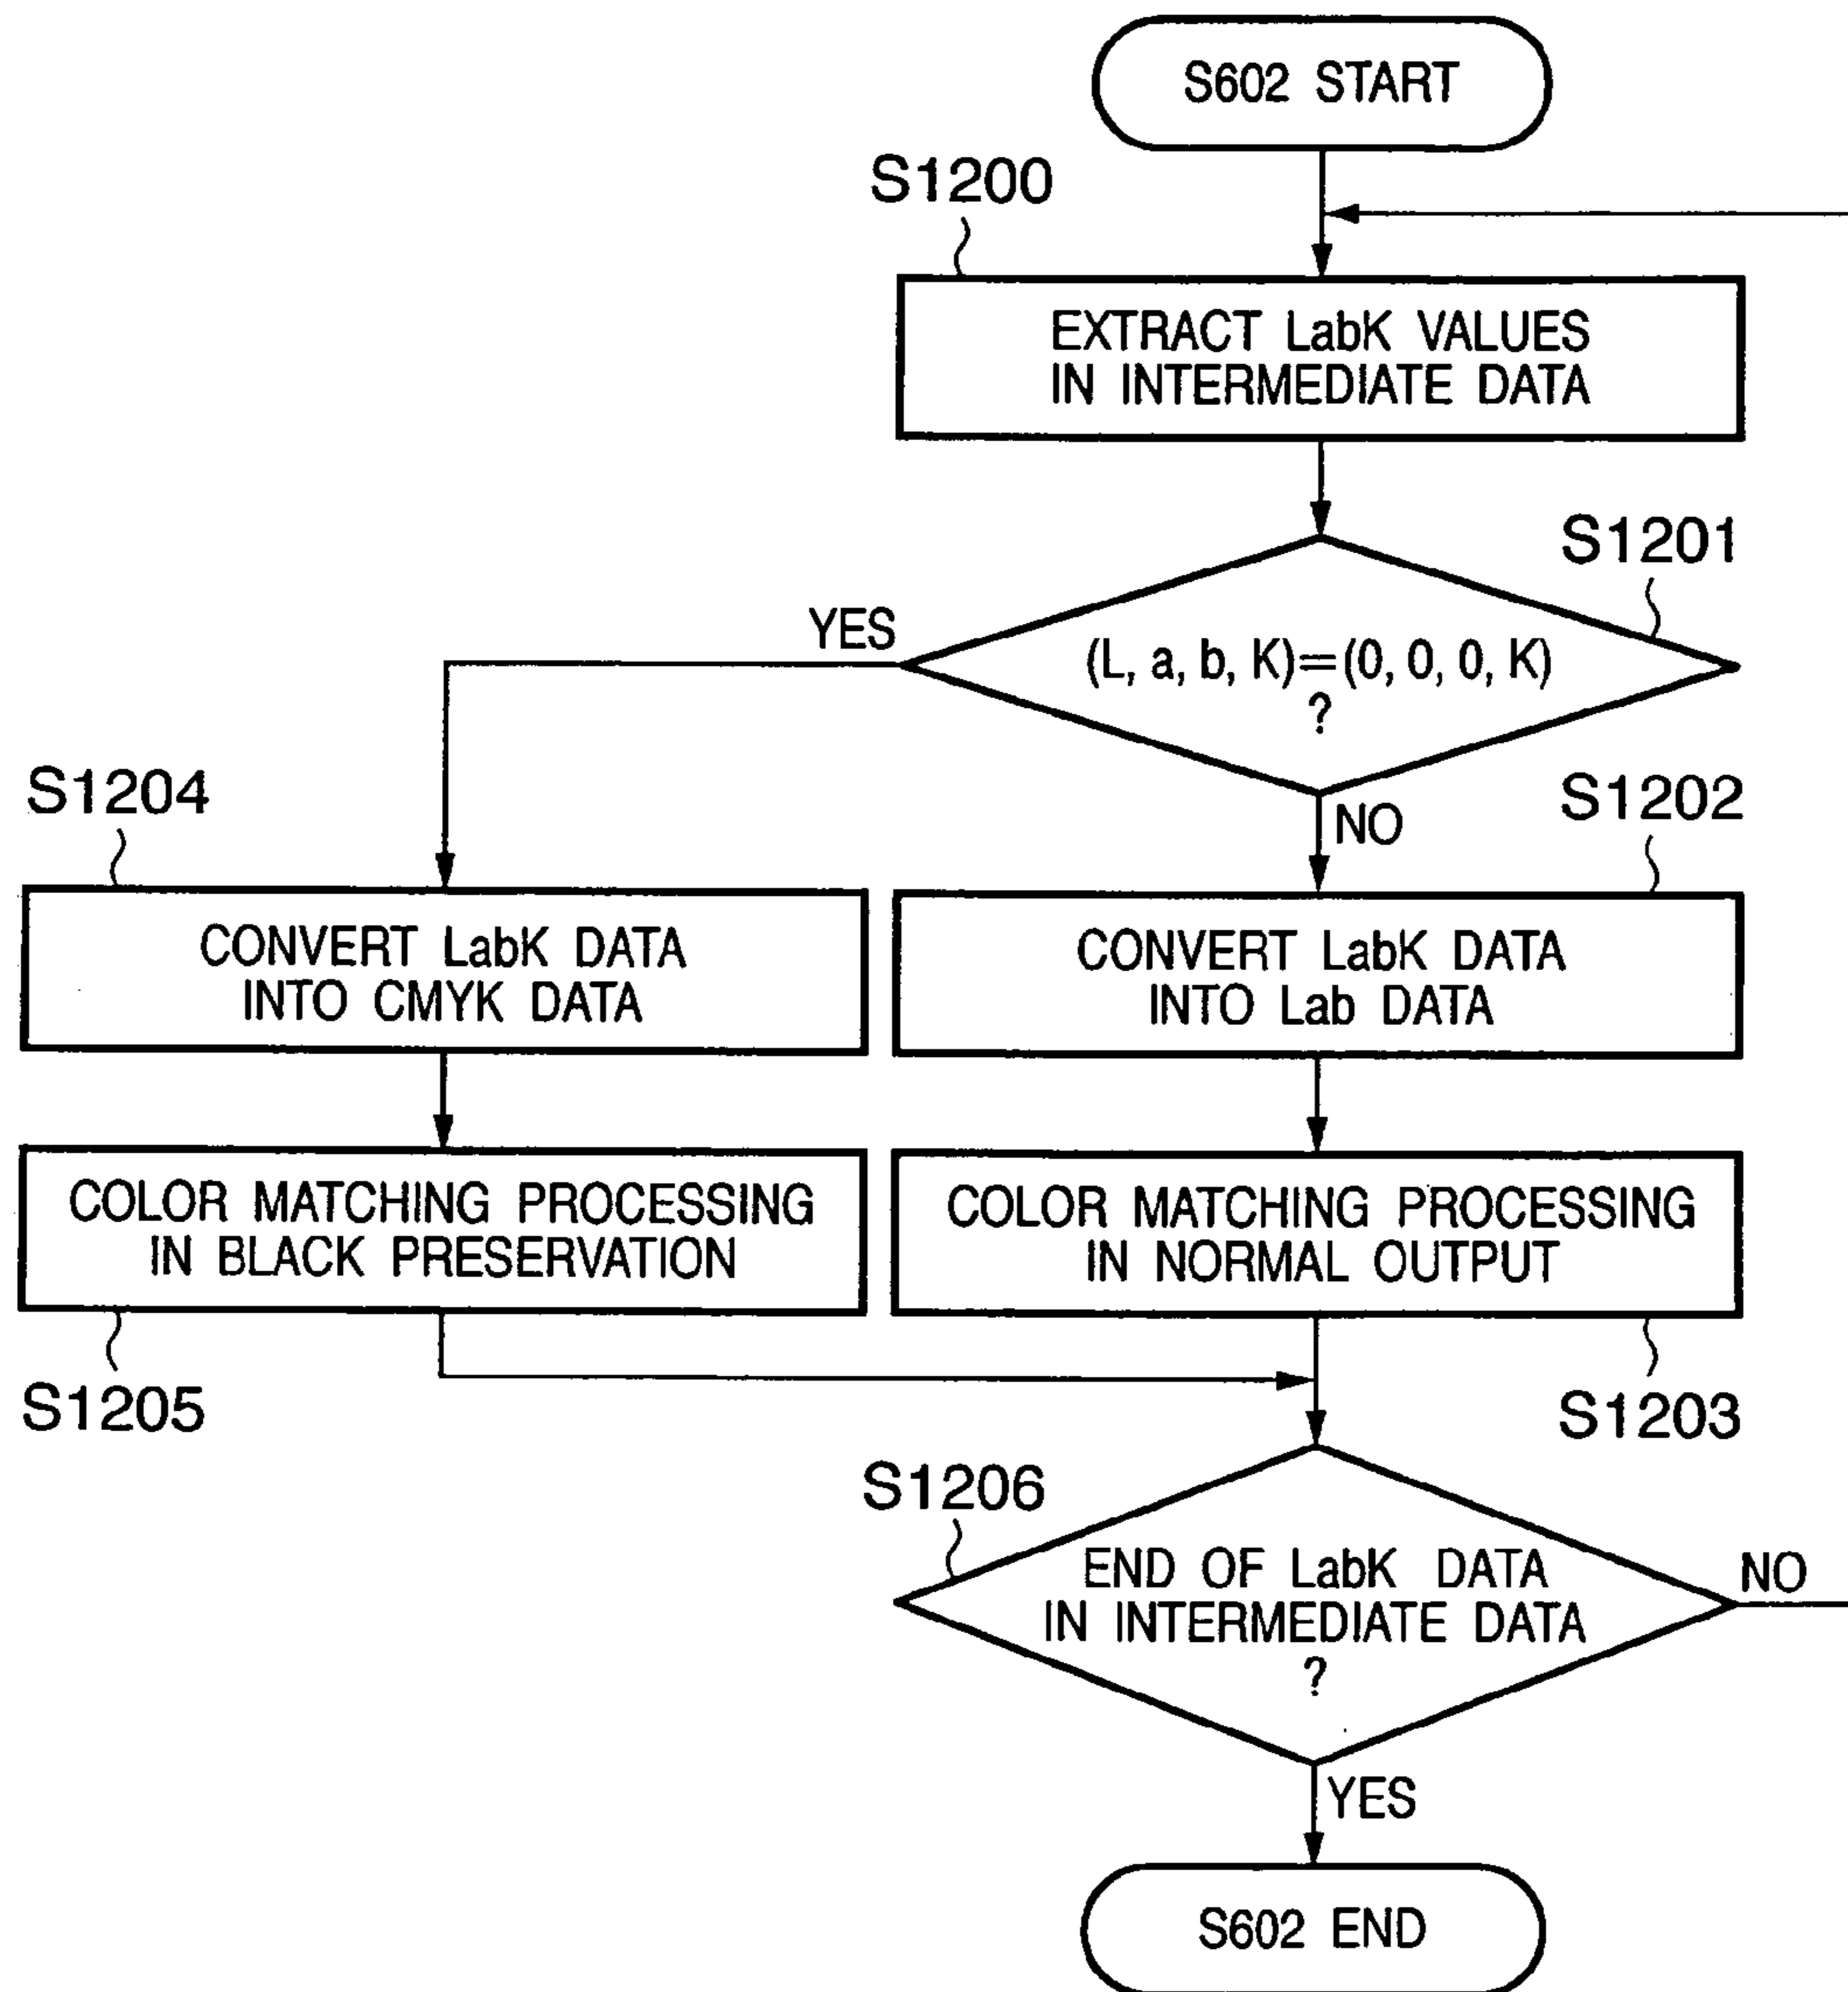 S602 START
S1200
EXTRACT LabK VALUES
IN INTERMEDIATE DATA
S1201
YES
(L, a, b, K)=(0, 0, 0, K)
?
S1204
NO
S1202
CONVERT LabK DATA
INTO CMYK DATA
CONVERT LabK DATA
INTO Lab DATA
COLOR MATCHING PROCESSING
IN BLACK PRESERVATION
COLOR MATCHING PROCESSING
IN NORMAL OUTPUT
S1205
S1203
S1206
END OF LabK DATA
IN INTERMEDIATE DATA
?
NO
YES
S602 END